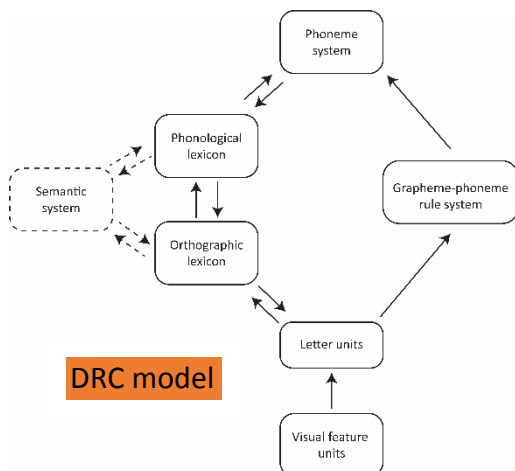 Phoneme
system
Phonological
lexicon
Semantic
system
Grapheme-phoneme
rule system
Orthographic
lexicon
Letter units
DRC model
Visual feature
units